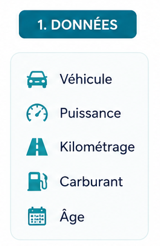 1. DONNÉES
Véhicule
Puissance
Kilométrage
Carburant
Âge